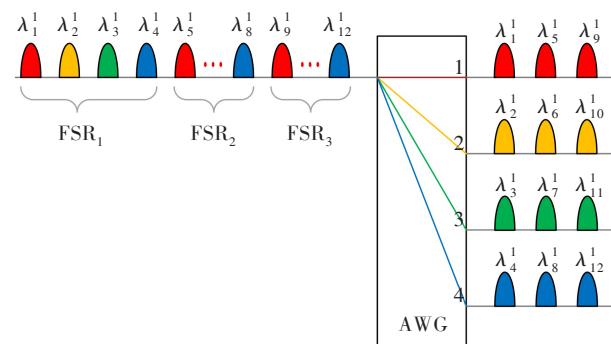 λ₁¹ λ₂¹ λ₃¹ λ₄¹ λ₅¹ λ₈¹ λ₉¹ λ₁₂¹
FSR₁ FSR₂ FSR₃
1 λ₁¹ λ₅¹ λ₉¹
2 λ₂¹ λ₆¹ λ₁₀¹
3 λ₃¹ λ₇¹ λ₁₁¹
4 λ₄¹ λ₈¹ λ₁₂¹
AWG